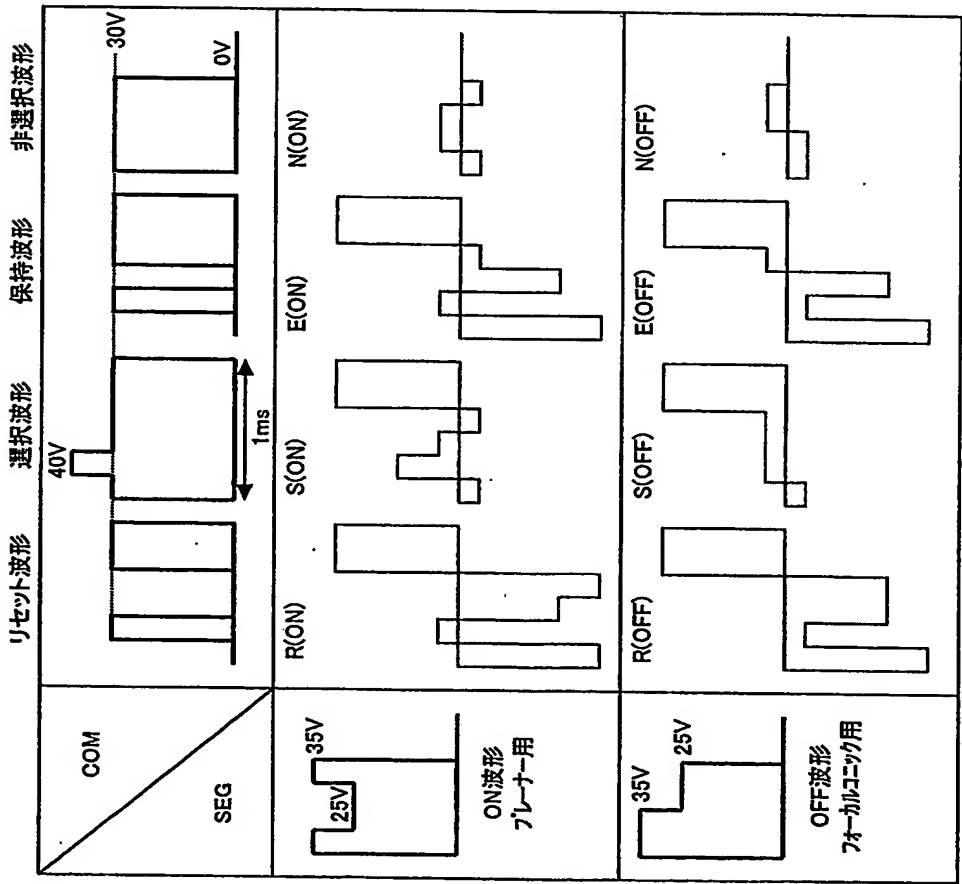 リセット波形
選択波形
保持波形
非選択波形
COM
SEG
40V
30V
0V
1ms
35V
25V
ON波形
プレーナー用
R(ON)
S(ON)
E(ON)
N(ON)
35V
25V
OFF波形
フォーカルコニック用
R(OFF)
S(OFF)
E(OFF)
N(OFF)